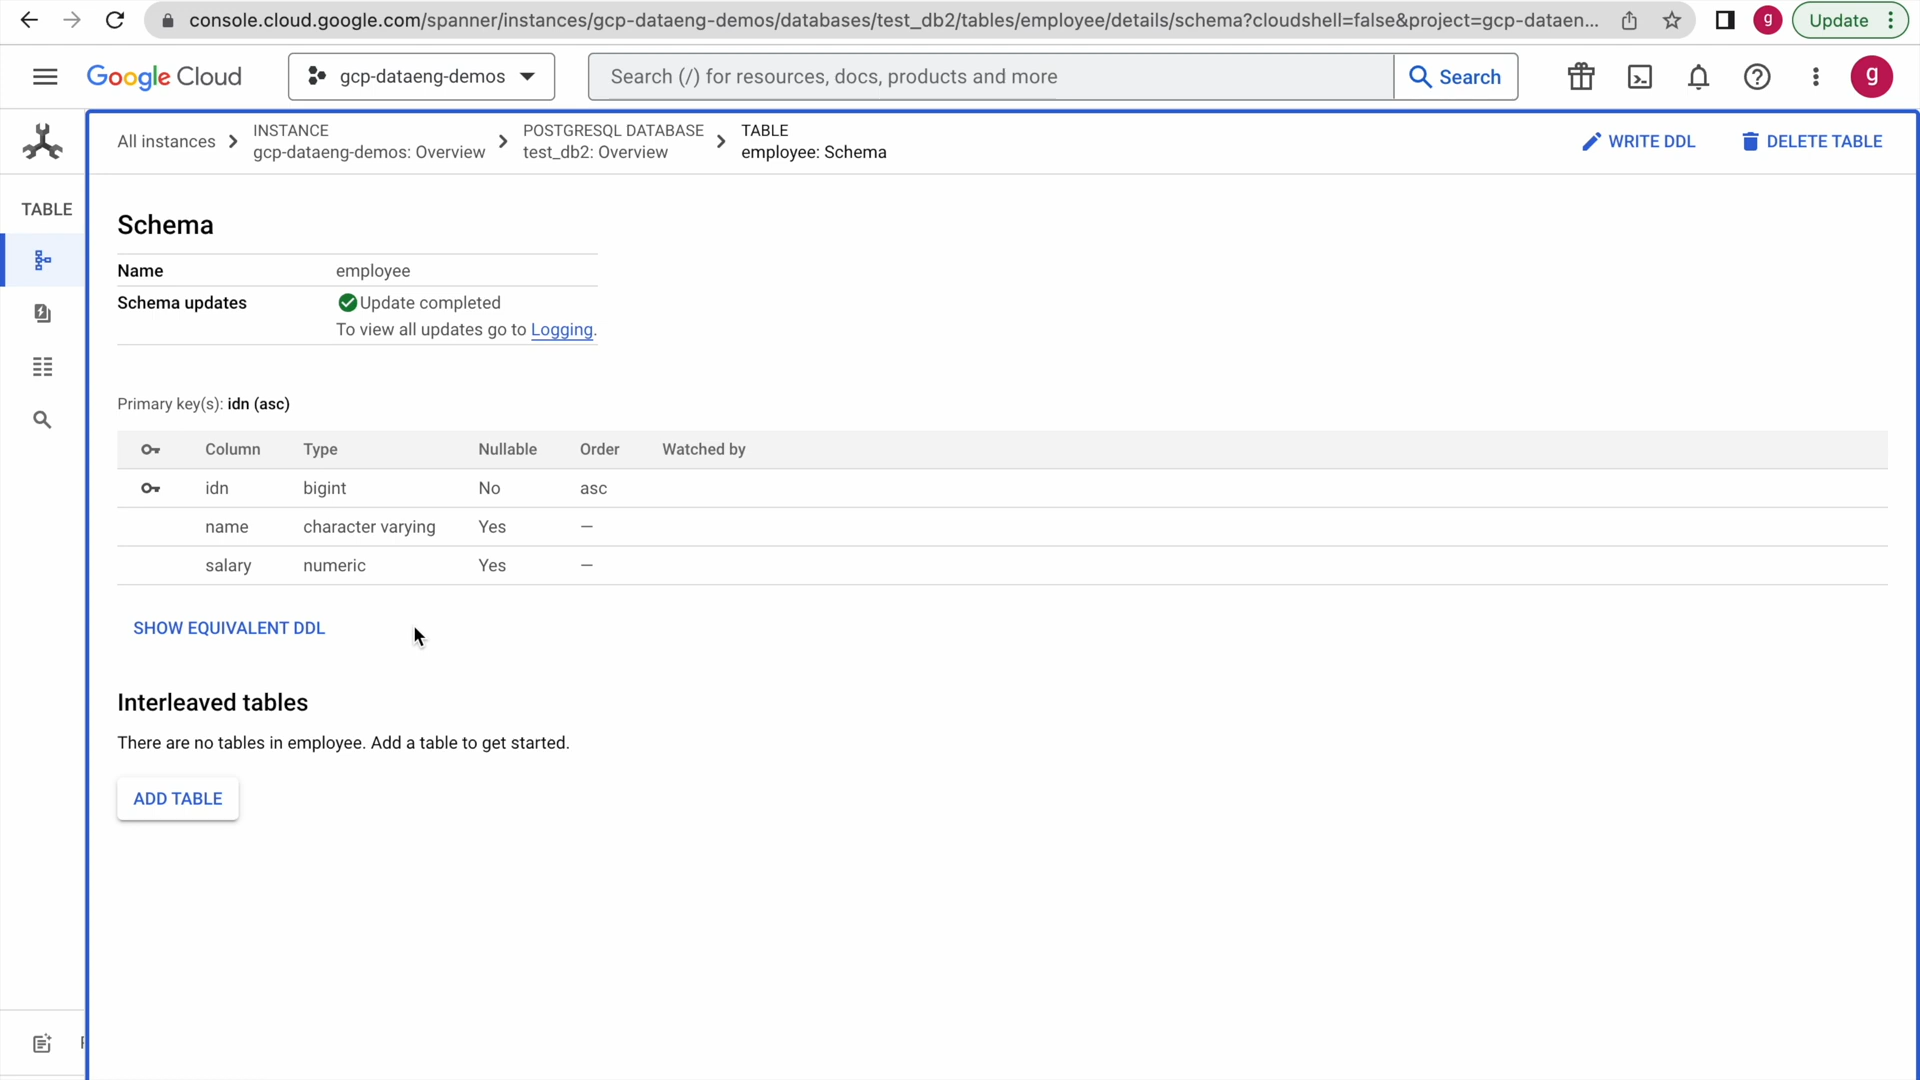 console.cloud.google.com/spanner/instances/gcp-dataeng-demos/databases/test_db2/tables/employee/details/schema?cloudshell=false&project=gcp-dataen...
g
Update
Google Cloud
gcp-dataeng-demos
Search (/) for resources, docs, products and more
Search
g
All instances
INSTANCE
gcp-dataeng-demos: Overview
POSTGRESQL DATABASE
test_db2: Overview
TABLE
employee: Schema
WRITE DDL
DELETE TABLE
TABLE
Schema
Name employee
Schema updates Update completed
To view all updates go to Logging.
Primary key(s): idn (asc)
Column Type Nullable Order Watched by
idn bigint No asc
name character varying Yes —
salary numeric Yes —
SHOW EQUIVALENT DDL
Interleaved tables
There are no tables in employee. Add a table to get started.
ADD TABLE